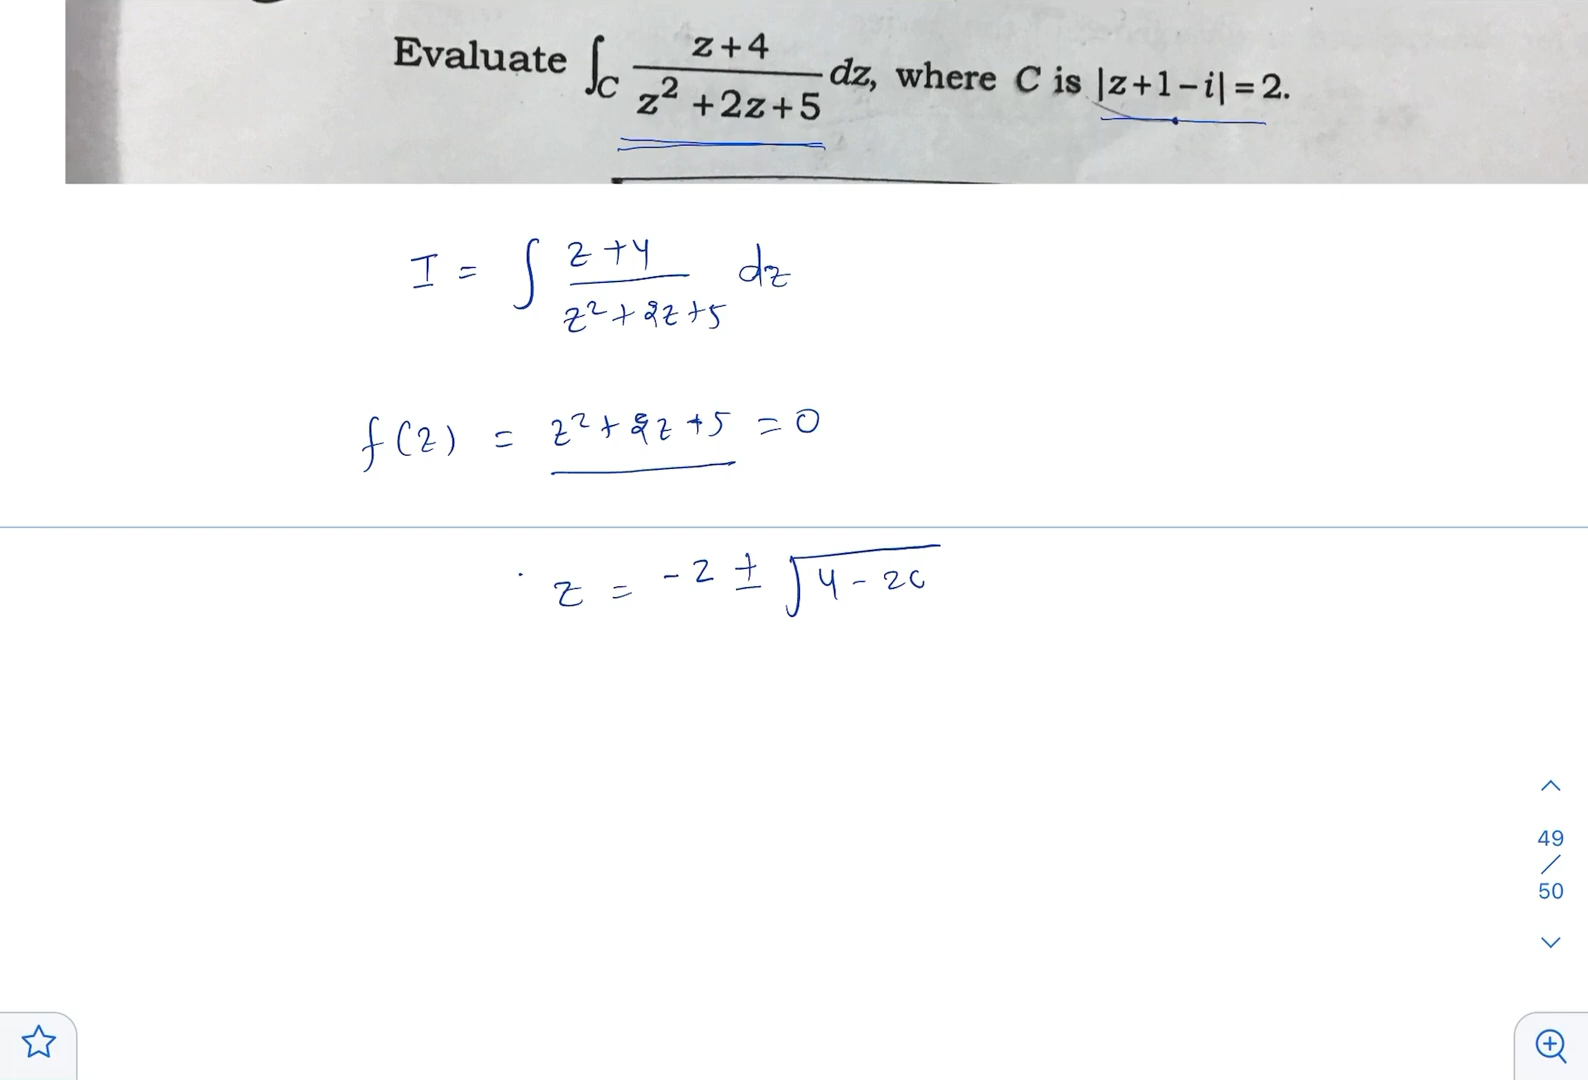 Evaluate ∫_C (z+4)/(z²+2z+5) dz, where C is |z+1−i|=2.
I = ∫ (z+4)/(z²+2z+5) dz
f(z) = z²+2z+5 = 0
z = -2 ± √(4-20)
49
/
50